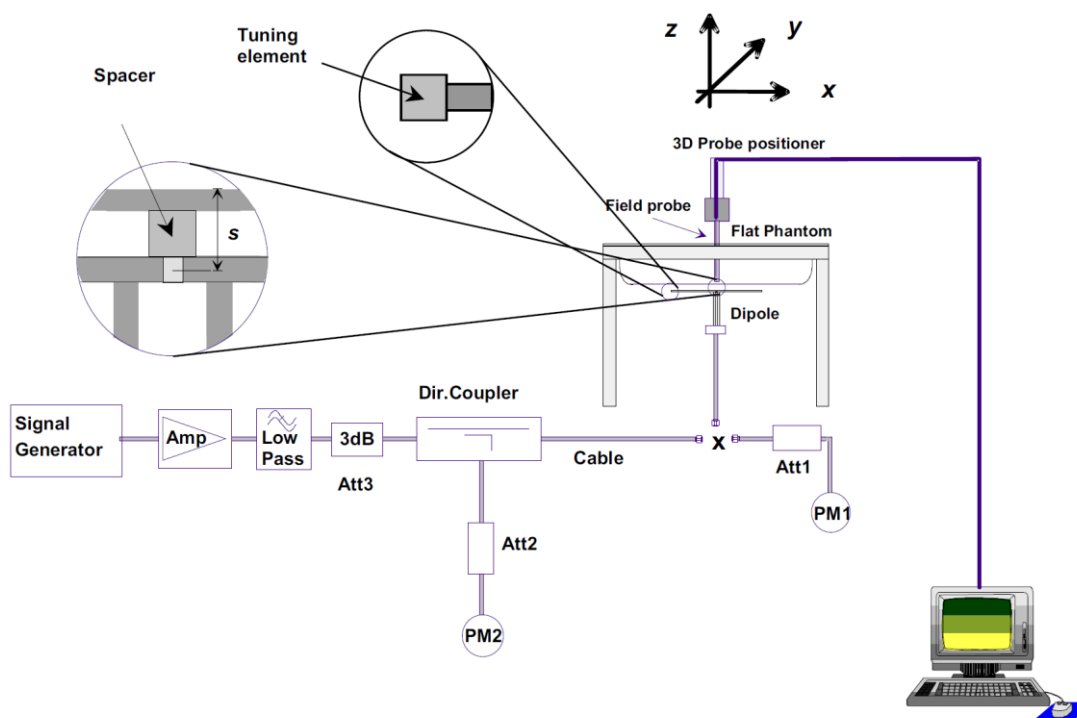 Tuning
element
Spacer
z
y
x
3D Probe positioner
Field probe
Flat Phantom
s
Dipole
Dir.Coupler
Signal
Generator
Amp
Low
Pass
3dB
Att3
Cable
x
Att1
PM1
Att2
PM2